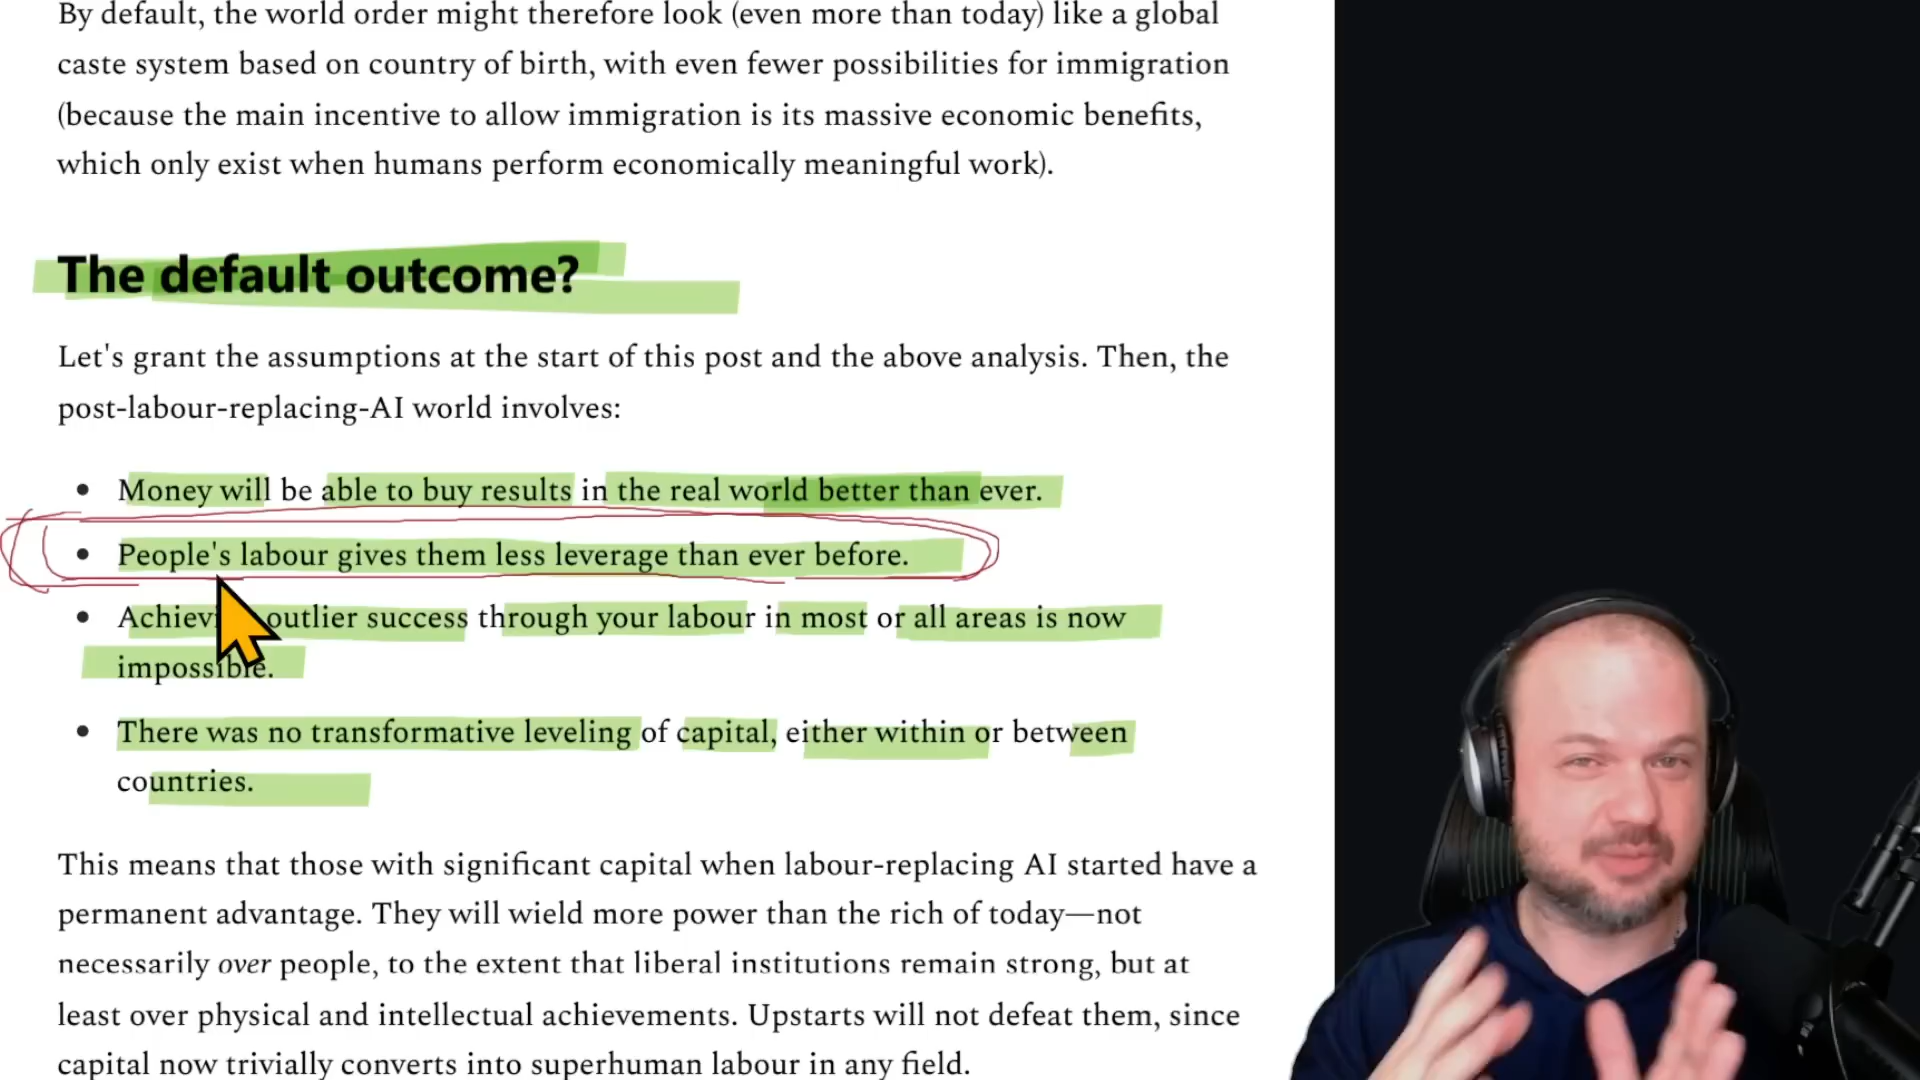 By default, the world order might therefore look (even more than today) like a global
caste system based on country of birth, with even fewer possibilities for immigration
(because the main incentive to allow immigration is its massive economic benefits,
which only exist when humans perform economically meaningful work).
The default outcome?
Let's grant the assumptions at the start of this post and the above analysis. Then, the
post-labour-replacing-AI world involves:
• Money will be able to buy results in the real world better than ever.
• People's labour gives them less leverage than ever before.
• Achieving outlier success through your labour in most or all areas is now
impossible.
• There was no transformative leveling of capital, either within or between
countries.
This means that those with significant capital when labour-replacing AI started have a
permanent advantage. They will wield more power than the rich of today—not
necessarily over people, to the extent that liberal institutions remain strong, but at
least over physical and intellectual achievements. Upstarts will not defeat them, since
capital now trivially converts into superhuman labour in any field.